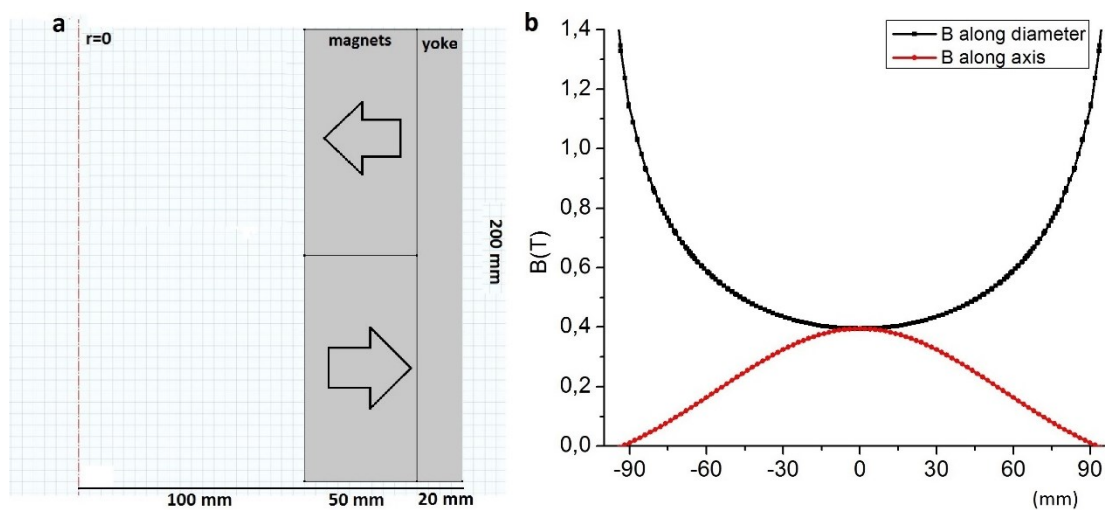 a
r=0
magnets
yoke
200 mm
100 mm
50 mm
20 mm
b
B along diameter
B along axis
B(T)
1,4
1,2
1,0
0,8
0,6
0,4
0,2
0,0
-90
-60
-30
0
30
60
90
(mm)